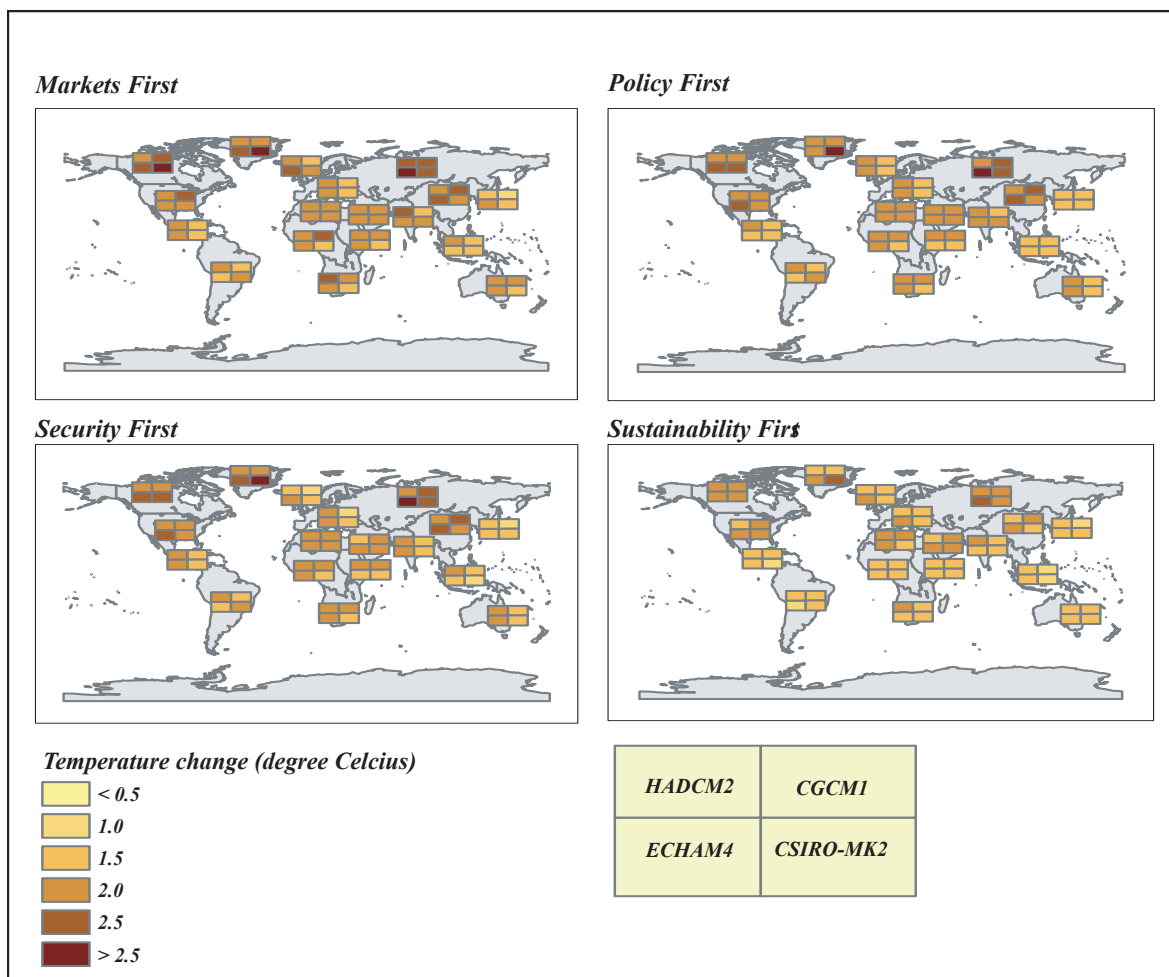 Markets First
Policy First
Security First
Sustainability First
Temperature change (degree Celcius)
< 0.5
1.0
1.5
2.0
2.5
> 2.5
HADCM2
CGCM1
ECHAM4
CSIRO-MK2